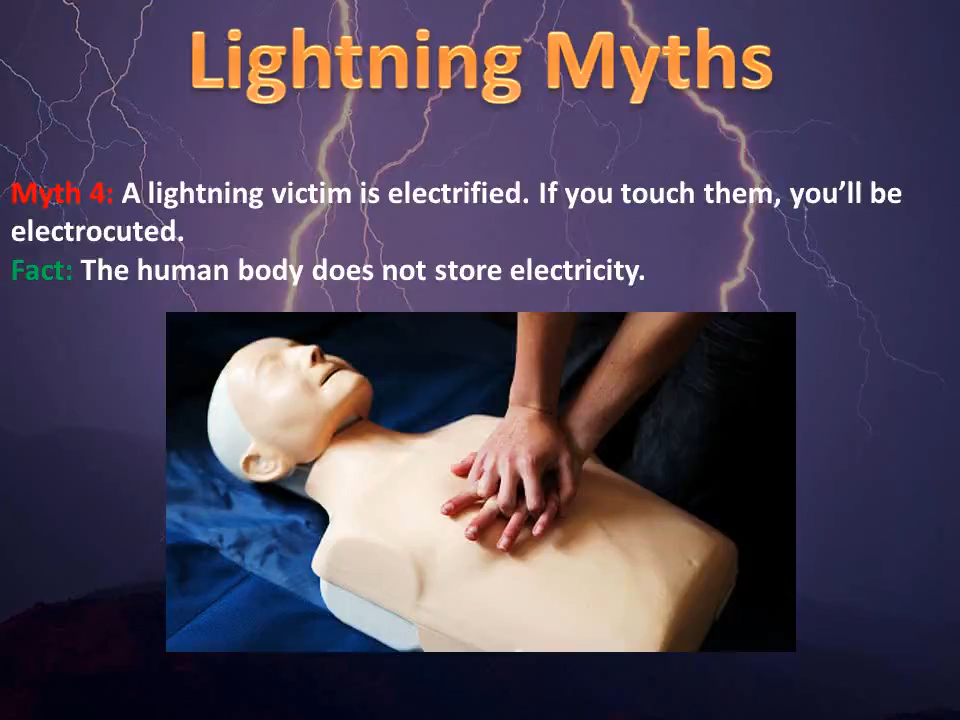 Lightning Myths
Myth 4: A lightning victim is electrified. If you touch them, you’ll be
electrocuted.
Fact: The human body does not store electricity.